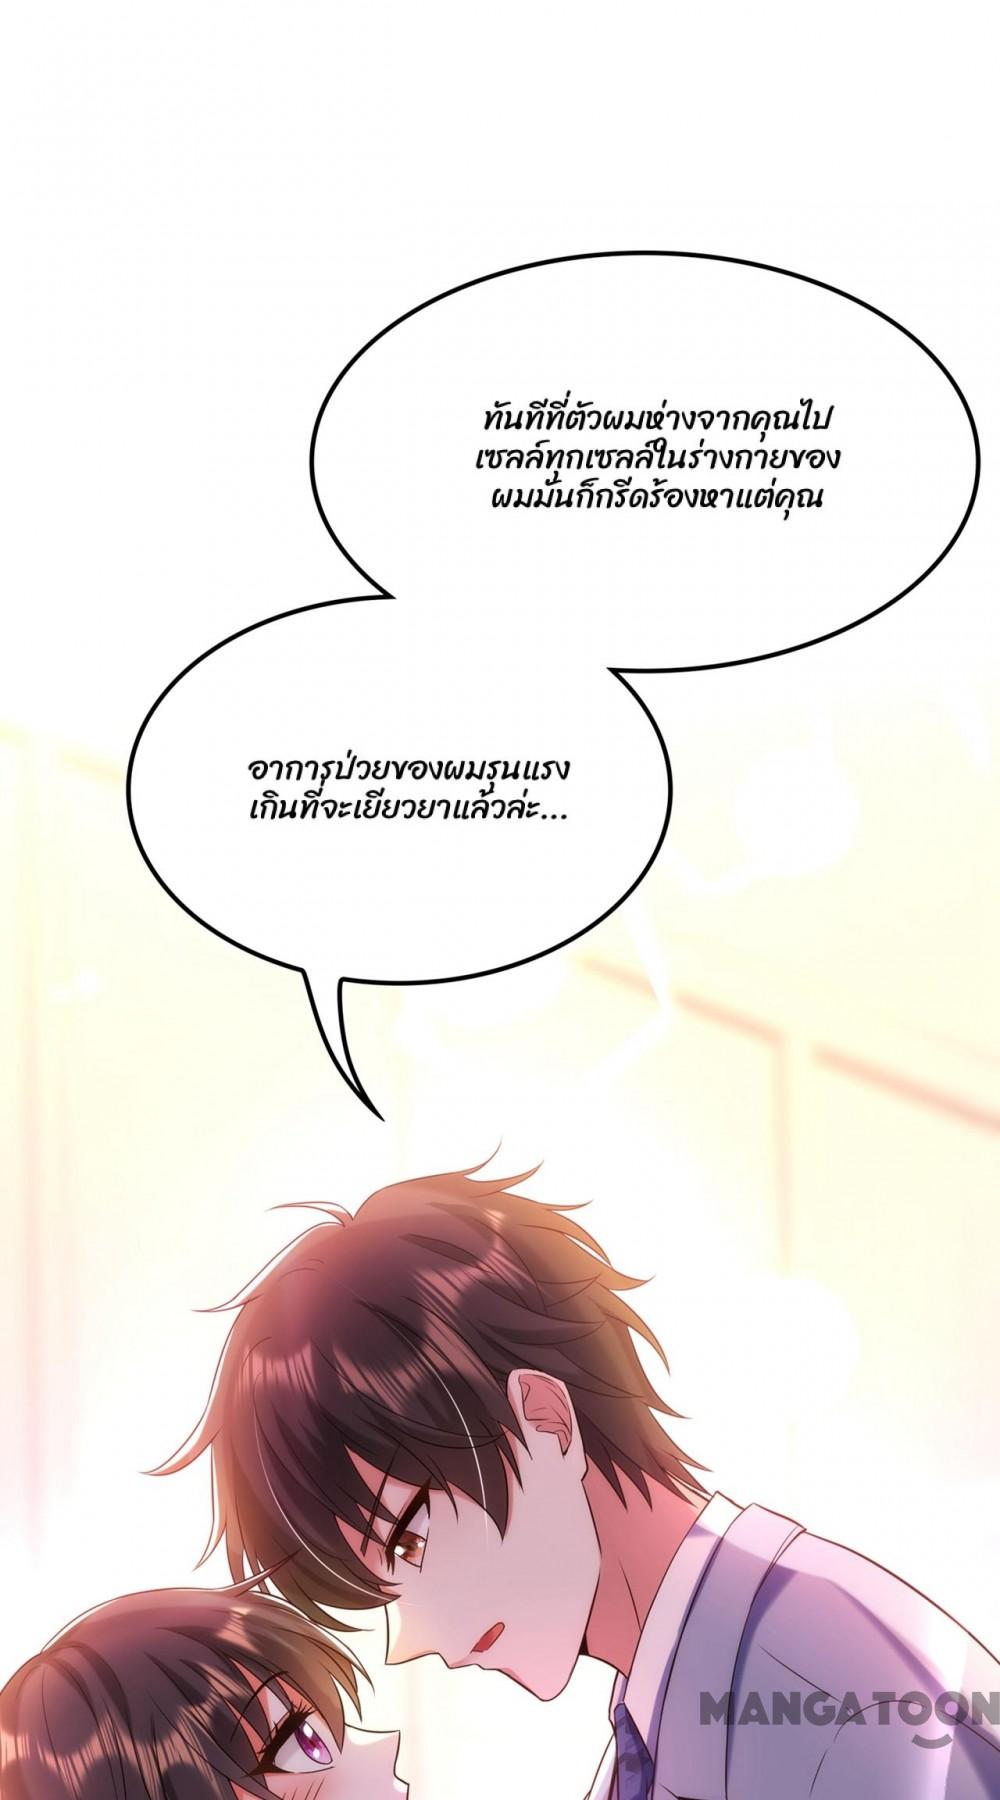 ทันทีที่ตัวผมห่างจากคุณไป
เซลล์ทุกเซลล์ในร่างกายของ
ผมมันก็กรีดร้องหาแต่คุณ
อาการป่วยของผมรุนแรง
เกินที่จะเยียวยาแล้วล่ะ...
MANGATOON